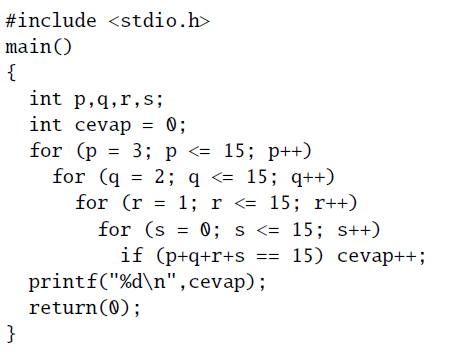 #include <stdio.h>
main()
{
  int p,q,r,s;
  int cevap = 0;
  for (p = 3; p <= 15; p++)
    for (q = 2; q <= 15; q++)
      for (r = 1; r <= 15; r++)
        for (s = 0; s <= 15; s++)
          if (p+q+r+s == 15) cevap++;
  printf("%d\n",cevap);
  return(0);
}